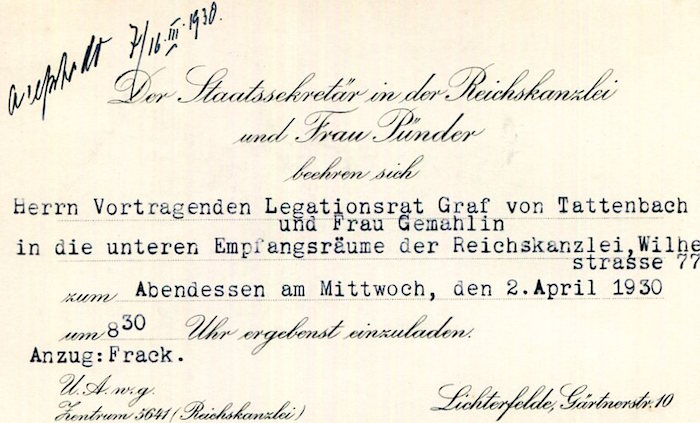 7/16.III.1930.
Der Staatssekretär in der Reichskanzlei
und Frau Pünder
beehren sich
Herrn Vortragenden Legationsrat Graf von Tattenbach
und Frau Gemahlin
in die unteren Empfangsräume der Reichskanzlei,Wilhe
strasse 77
zum Abendessen am Mittwoch, den 2.April 1930
um 8 30 Uhr ergebenst einzuladen.
Anzug:Frack.
U. A. w. g.
Zentrum 5641 (Reichskanzlei)
Lichterfelde, Gärtnerstr. 10